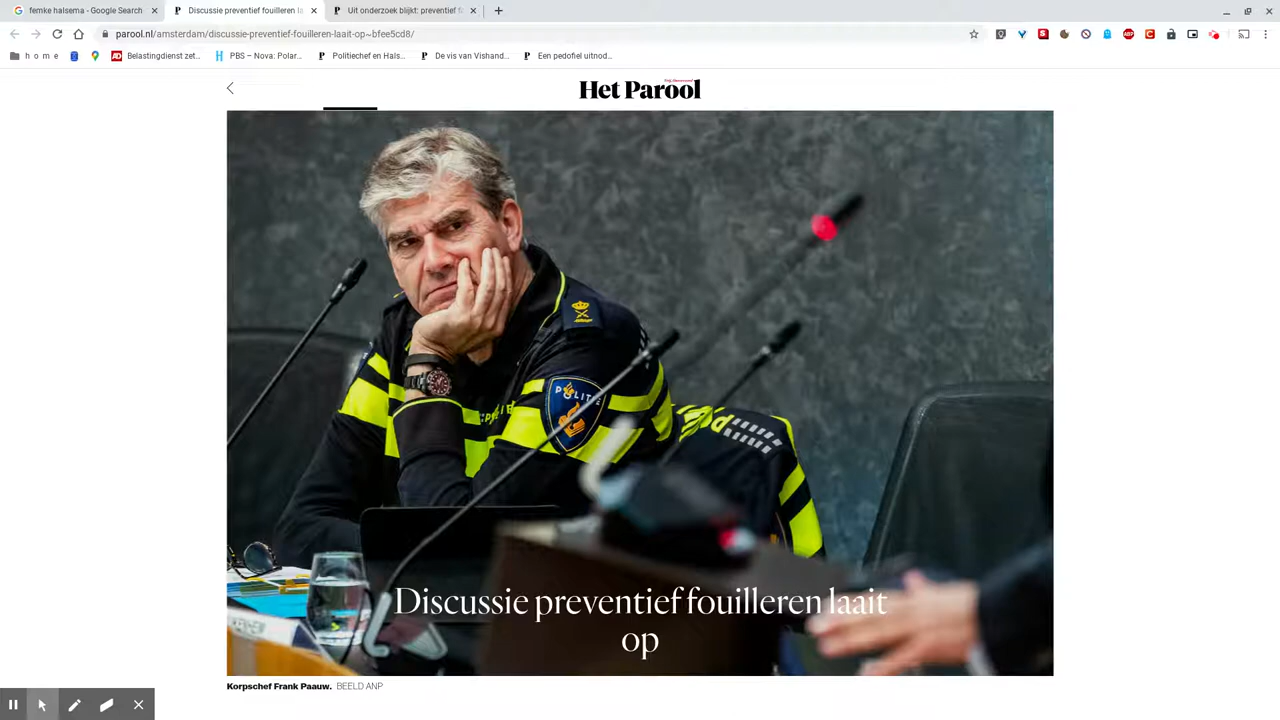 femke halsema - Google Search
Discussie preventief fouilleren la
Uit onderzoek blijkt: preventief f
parool.nl/amsterdam/discussie-preventief-fouilleren-laait-op~bfee5cd8/
h o m e
Belastingdienst zet...
PBS – Nova: Polar...
Politiechef en Hals...
De vis van Vishand...
Een pedofiel uitnod...
Het Parool
POLITIE
Discussie preventief fouilleren laait
op
Korpschef Frank Paauw. BEELD ANP